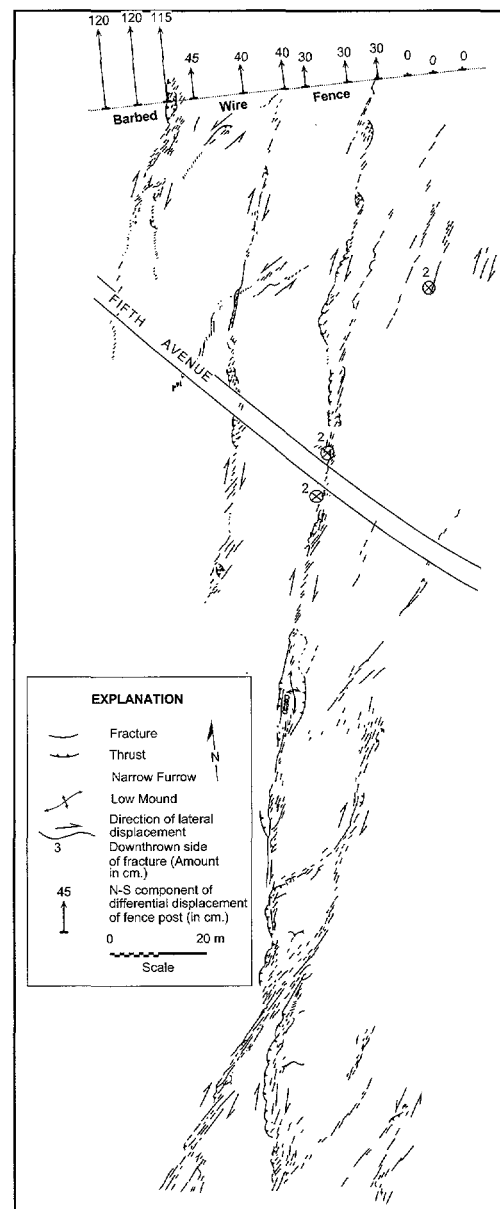 120 120 115
45 40 40 30 30 30 0 0 0
Barbed Wire Fence
2
FIFTH AVENUE
2
2
EXPLANATION
N
Fracture
Thrust
Narrow Furrow
Low Mound
Direction of lateral
displacement
3 Downthrown side
of fracture (Amount
in cm.)
45 N-S component of
differential displacement
of fence post (in cm.)
0 20 m
Scale